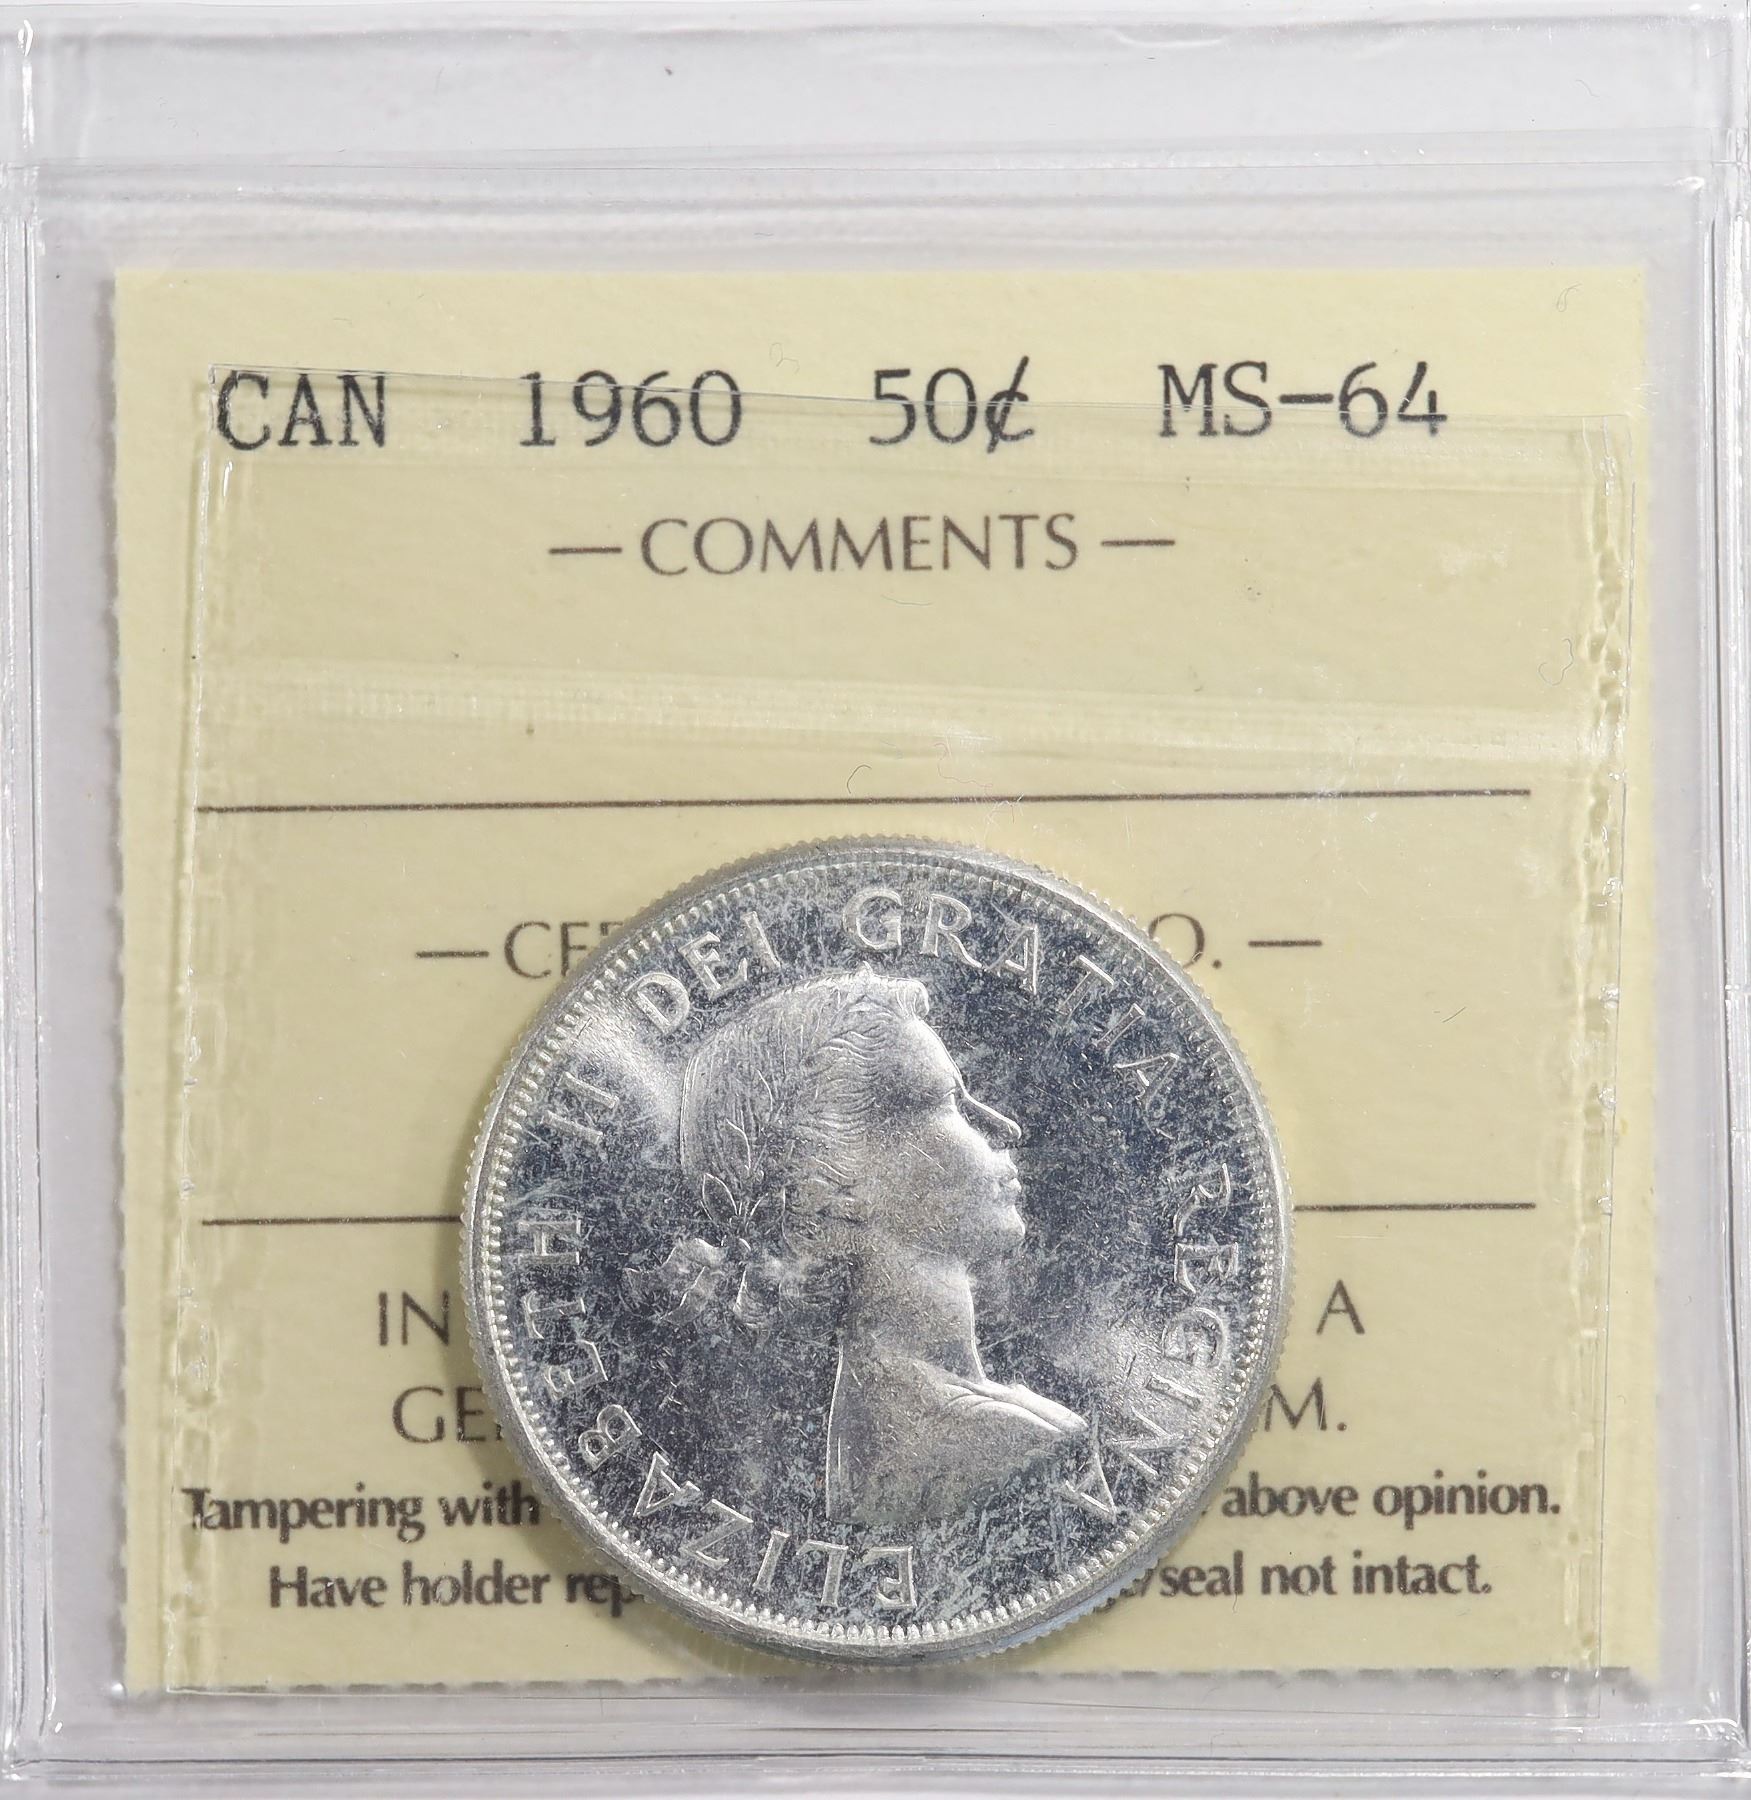 CAN 1960 50¢ MS-64
— COMMENTS —
— CE O. —
IN A
GE M.
Tampering with above opinion.
Have holder rep /seal not intact.
ELIZABETH II DEI GRATIA REGINA